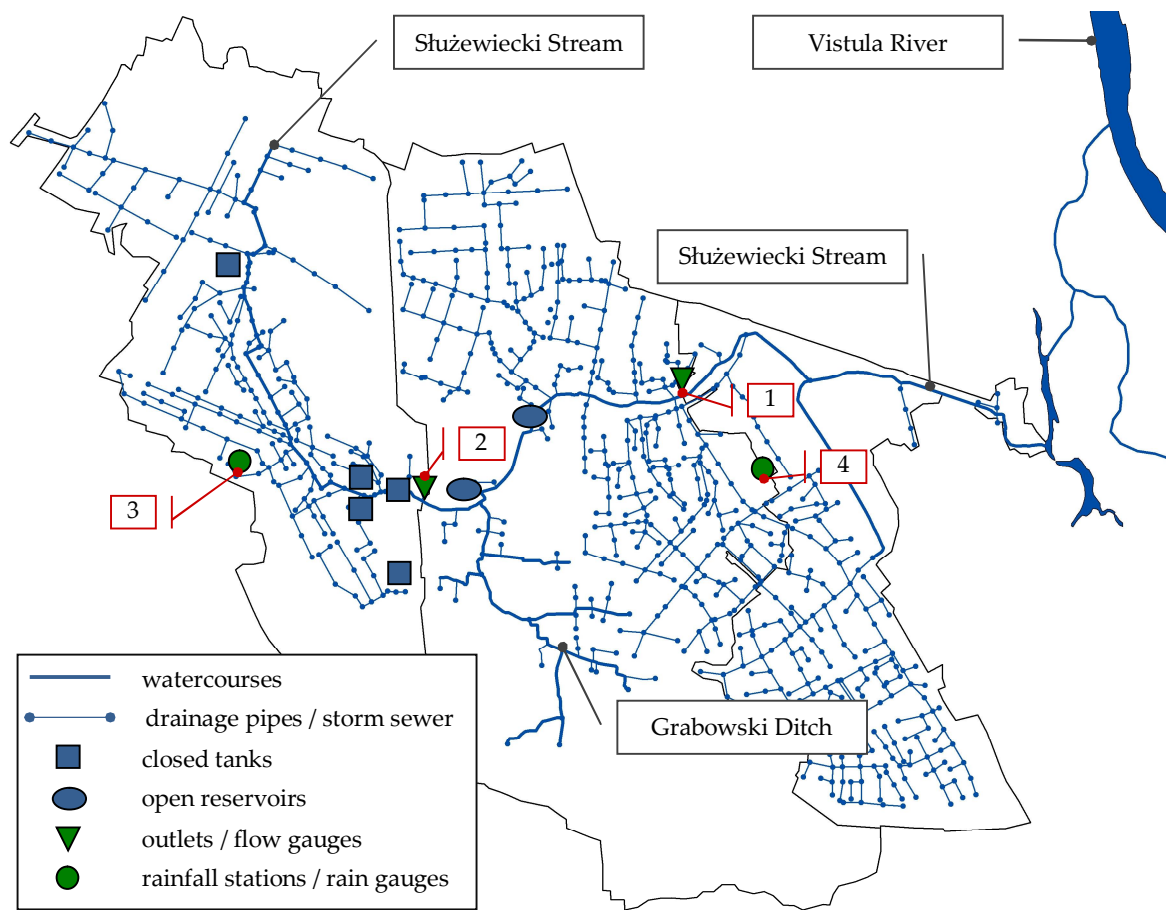 Służewiecki Stream
Vistula River
Służewiecki Stream
1
2
4
3
Grabowski Ditch
watercourses
drainage pipes / storm sewer
closed tanks
open reservoirs
outlets / flow gauges
rainfall stations / rain gauges